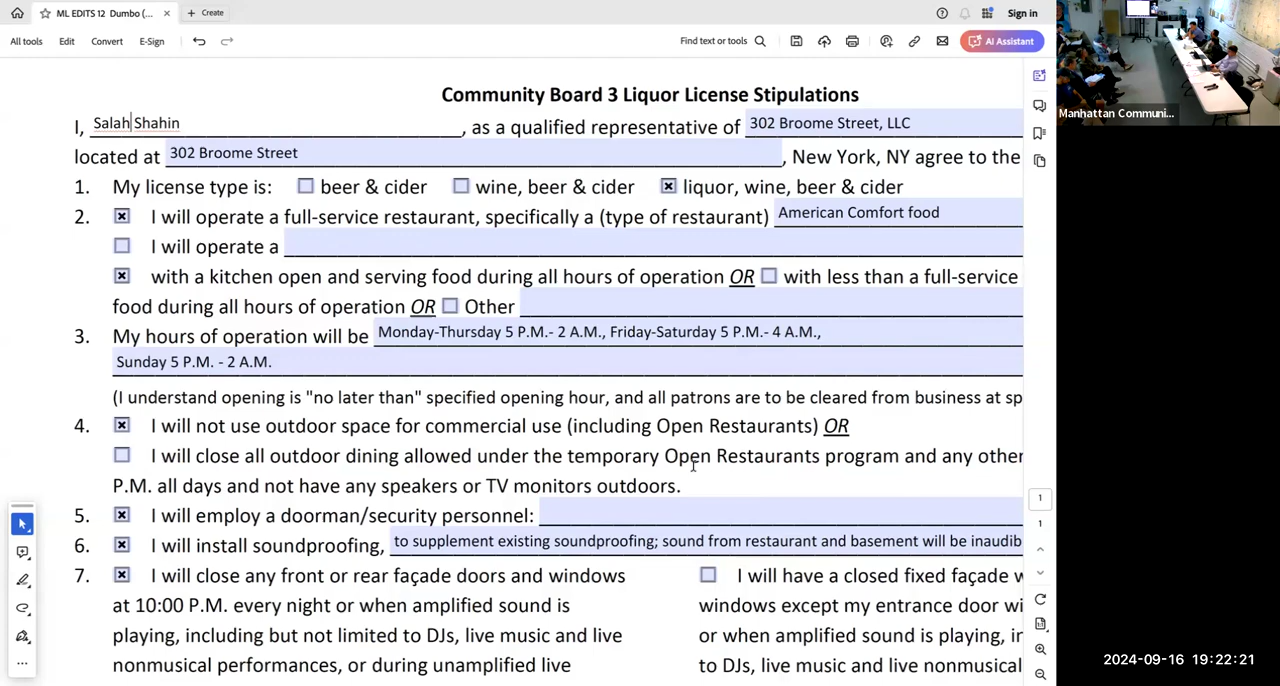 ML EDITS 12 Dumbo (...
Create
Sign in
All tools
Edit
Convert
E-Sign
Find text or tools
AI Assistant
Manhattan Communi...
Community Board 3 Liquor License Stipulations
I, Salah Shahin, as a qualified representative of 302 Broome Street, LLC
located at 302 Broome Street, New York, NY agree to the
1. My license type is: beer & cider wine, beer & cider liquor, wine, beer & cider
2. I will operate a full-service restaurant, specifically a (type of restaurant) American Comfort food
I will operate a
with a kitchen open and serving food during all hours of operation OR with less than a full-service
food during all hours of operation OR Other
3. My hours of operation will be Monday-Thursday 5 P.M.- 2 A.M., Friday-Saturday 5 P.M.- 4 A.M.,
Sunday 5 P.M. - 2 A.M.
(I understand opening is "no later than" specified opening hour, and all patrons are to be cleared from business at sp
4. I will not use outdoor space for commercial use (including Open Restaurants) OR
I will close all outdoor dining allowed under the temporary Open Restaurants program and any other
P.M. all days and not have any speakers or TV monitors outdoors.
5. I will employ a doorman/security personnel:
6. I will install soundproofing, to supplement existing soundproofing; sound from restaurant and basement will be inaudib
7. I will close any front or rear façade doors and windows
at 10:00 P.M. every night or when amplified sound is
playing, including but not limited to DJs, live music and live
nonmusical performances, or during unamplified live
I will have a closed fixed façade w
windows except my entrance door wi
or when amplified sound is playing, in
to DJs, live music and live nonmusical
1
1
2024-09-16 19:22:21